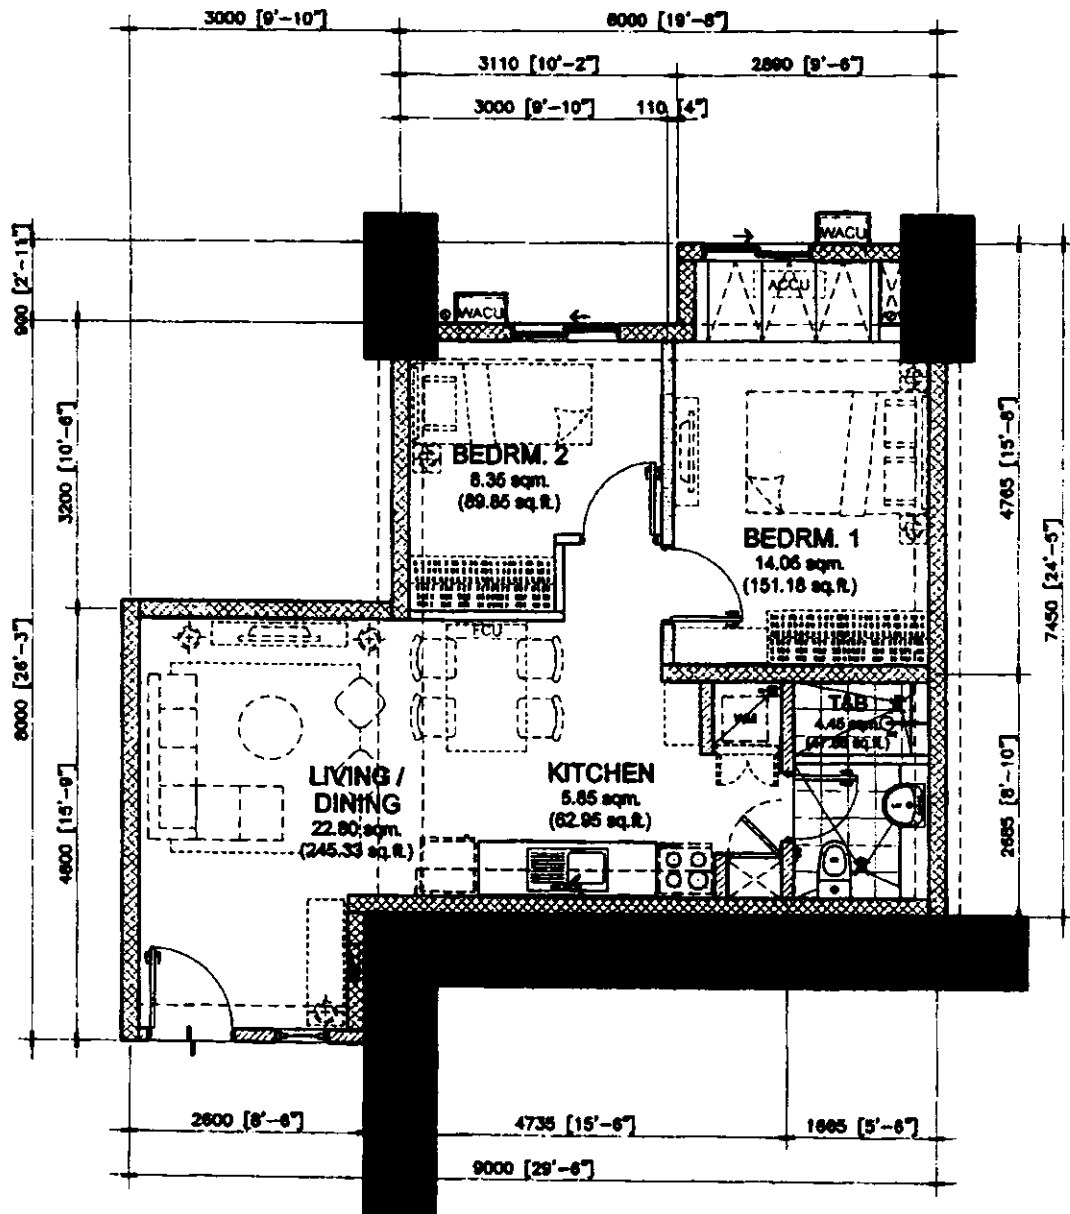 3000 [9'-10"]
6000 [19'-8"]
3110 [10'-2"]
2890 [9'-6"]
3000 [9'-10"]
110 [4"]
990 [2'-11"]
WACU
WACU
ACCU
3200 [10'-6"]
4765 [15'-8"]
7450 [24'-5"]
BEDRM. 2
8.35 sqm.
(89.85 sq.ft.)
BEDRM. 1
14.05 sqm.
(151.18 sq.ft.)
8000 [26'-3"]
FCU
WM
T&B
4.45 sqm.
LIVING /
DINING
22.80 sqm.
(245.33 sq.ft.)
KITCHEN
5.85 sqm.
(62.95 sq.ft.)
4800 [15'-9"]
2685 [8'-10"]
2600 [8'-6"]
4735 [15'-6"]
1665 [5'-6"]
9000 [29'-6"]